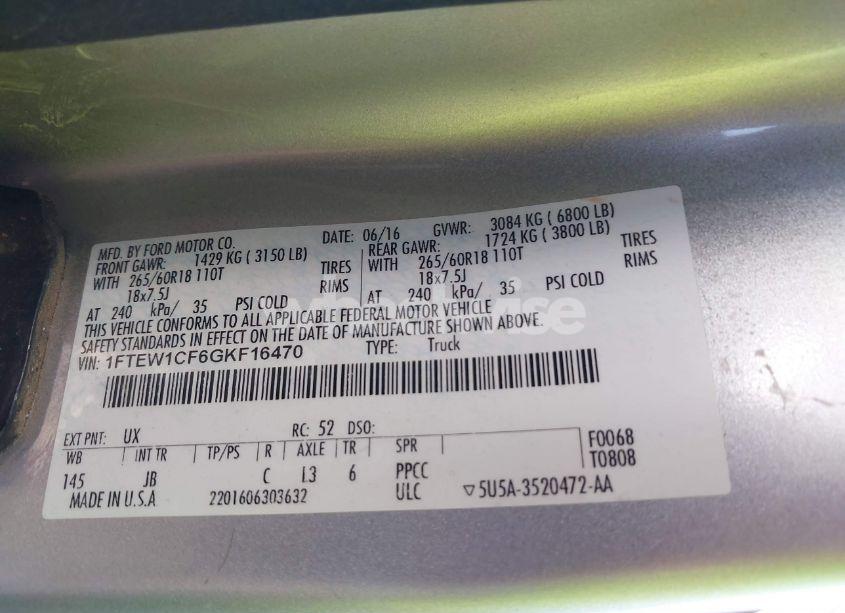 MFD. BY FORD MOTOR CO.
DATE: 06/16 GVWR: 3084 KG ( 6800 LB)
FRONT GAWR: 1429 KG ( 3150 LB)
REAR GAWR: 1724 KG ( 3800 LB)
WITH 265/60R18 110T TIRES
WITH 265/60R18 110T TIRES
18x7.5J RIMS
18x7.5J RIMS
AT 240 kPa/ 35 PSI COLD
AT 240 kPa/ 35 PSI COLD
THIS VEHICLE CONFORMS TO ALL APPLICABLE FEDERAL MOTOR VEHICLE
SAFETY STANDARDS IN EFFECT ON THE DATE OF MANUFACTURE SHOWN ABOVE.
VIN: 1FTEW1CF6GKF16470 TYPE: Truck
EXT PNT: UX RC: 52 DSO:
WB INT TR TP/PS R AXLE TR SPR
145 JB C L3 6 PPCC
ULC
F0068
T0808
MADE IN U.S.A 2201606303632 ▽5U5A-3520472-AA